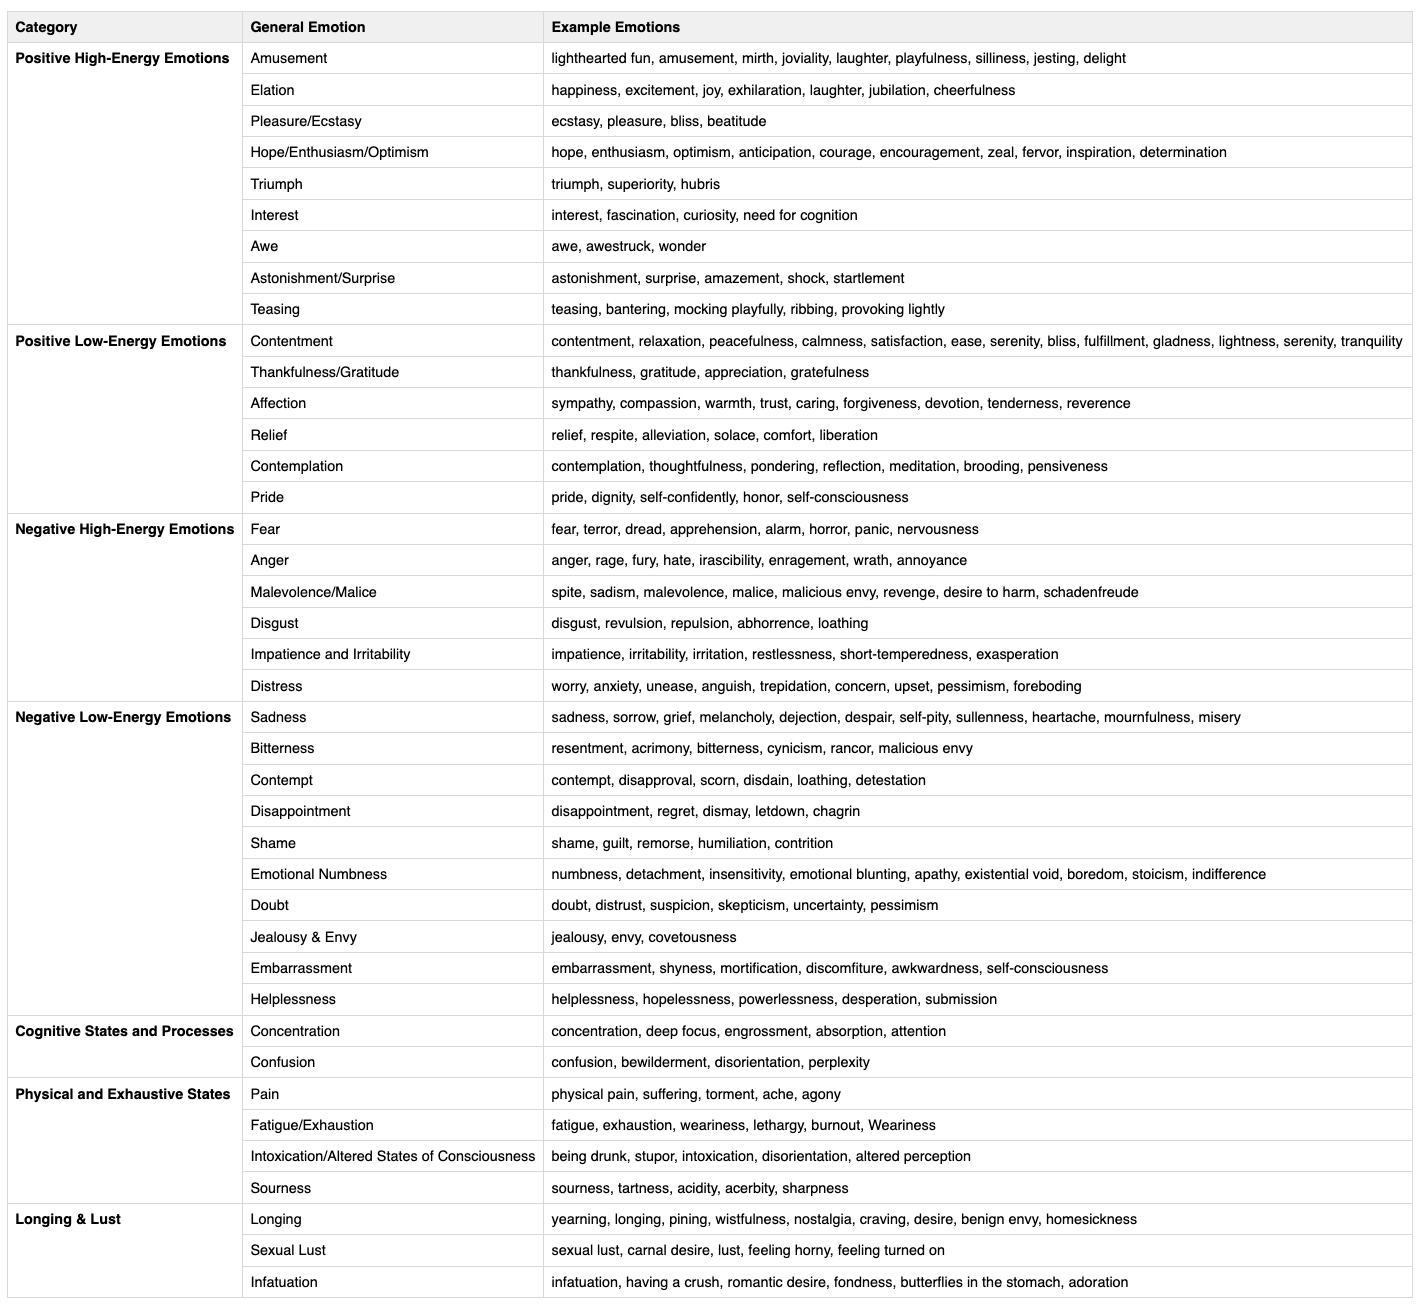 Category General Emotion Example Emotions
Positive High-Energy Emotions Amusement lighthearted fun, amusement, mirth, joviality, laughter, playfulness, silliness, jesting, delight
Elation happiness, excitement, joy, exhilaration, laughter, jubilation, cheerfulness
Pleasure/Ecstasy ecstasy, pleasure, bliss, beatitude
Hope/Enthusiasm/Optimism hope, enthusiasm, optimism, anticipation, courage, encouragement, zeal, fervor, inspiration, determination
Triumph triumph, superiority, hubris
Interest interest, fascination, curiosity, need for cognition
Awe awe, awestruck, wonder
Astonishment/Surprise astonishment, surprise, amazement, shock, startlement
Teasing teasing, bantering, mocking playfully, ribbing, provoking lightly
Positive Low-Energy Emotions Contentment contentment, relaxation, peacefulness, calmness, satisfaction, ease, serenity, bliss, fulfillment, gladness, lightness, serenity, tranquility
Thankfulness/Gratitude thankfulness, gratitude, appreciation, gratefulness
Affection sympathy, compassion, warmth, trust, caring, forgiveness, devotion, tenderness, reverence
Relief relief, respite, alleviation, solace, comfort, liberation
Contemplation contemplation, thoughtfulness, pondering, reflection, meditation, brooding, pensiveness
Pride pride, dignity, self-confidently, honor, self-consciousness
Negative High-Energy Emotions Fear fear, terror, dread, apprehension, alarm, horror, panic, nervousness
Anger anger, rage, fury, hate, irascibility, enragement, wrath, annoyance
Malevolence/Malice spite, sadism, malevolence, malice, malicious envy, revenge, desire to harm, schadenfreude
Disgust disgust, revulsion, repulsion, abhorrence, loathing
Impatience and Irritability impatience, irritability, irritation, restlessness, short-temperedness, exasperation
Distress worry, anxiety, unease, anguish, trepidation, concern, upset, pessimism, foreboding
Negative Low-Energy Emotions Sadness sadness, sorrow, grief, melancholy, dejection, despair, self-pity, sullenness, heartache, mournfulness, misery
Bitterness resentment, acrimony, bitterness, cynicism, rancor, malicious envy
Contempt contempt, disapproval, scorn, disdain, loathing, detestation
Disappointment disappointment, regret, dismay, letdown, chagrin
Shame shame, guilt, remorse, humiliation, contrition
Emotional Numbness numbness, detachment, insensitivity, emotional blunting, apathy, existential void, boredom, stoicism, indifference
Doubt doubt, distrust, suspicion, skepticism, uncertainty, pessimism
Jealousy & Envy jealousy, envy, covetousness
Embarrassment embarrassment, shyness, mortification, discomfiture, awkwardness, self-consciousness
Helplessness helplessness, hopelessness, powerlessness, desperation, submission
Cognitive States and Processes Concentration concentration, deep focus, engrossment, absorption, attention
Confusion confusion, bewilderment, disorientation, perplexity
Physical and Exhaustive States Pain physical pain, suffering, torment, ache, agony
Fatigue/Exhaustion fatigue, exhaustion, weariness, lethargy, burnout, Weariness
Intoxication/Altered States of Consciousness being drunk, stupor, intoxication, disorientation, altered perception
Sourness sourness, tartness, acidity, acerbity, sharpness
Longing & Lust Longing yearning, longing, pining, wistfulness, nostalgia, craving, desire, benign envy, homesickness
Sexual Lust sexual lust, carnal desire, lust, feeling horny, feeling turned on
Infatuation infatuation, having a crush, romantic desire, fondness, butterflies in the stomach, adoration